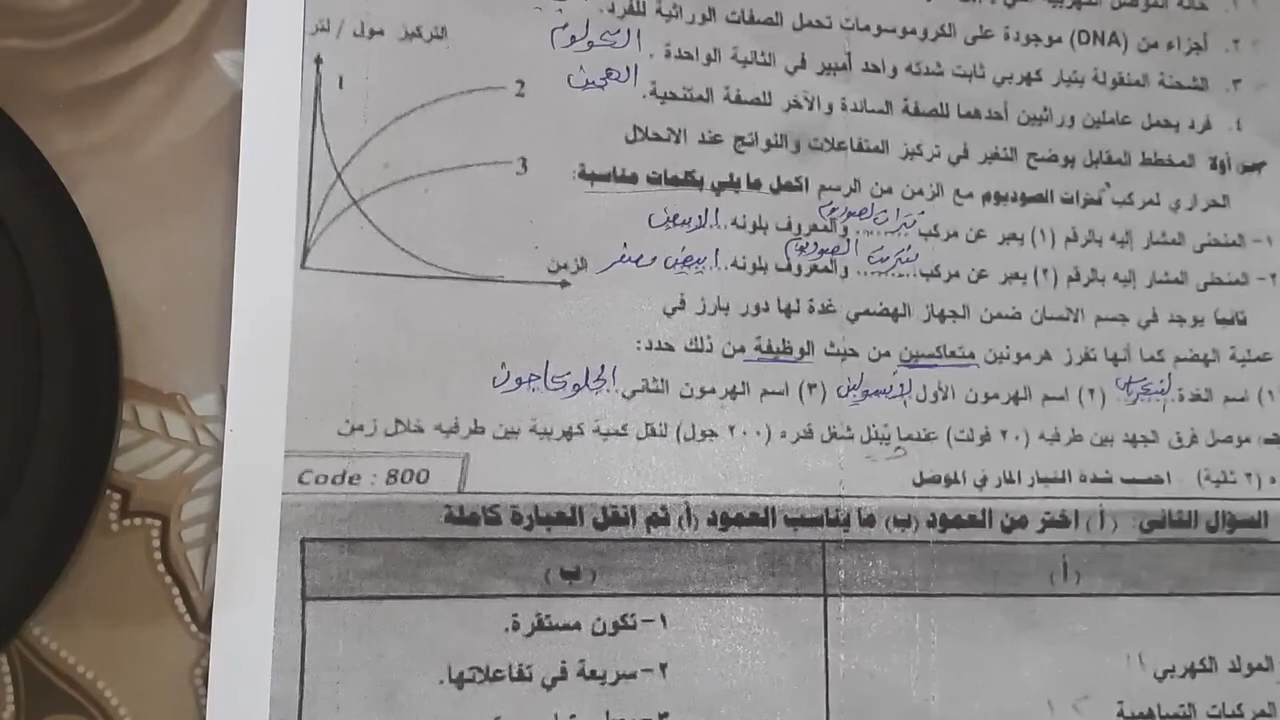 ٢. أجزاء من (DNA) موجودة على الكروموسومات تحمل الصفات الوراثية للفرد.
٣. الشحنة المنقولة بتيار كهربي ثابت شدته واحد أمبير في الثانية الواحدة . الكولوم
٤. فرد يحمل عاملين وراثيين أحدهما للصفة السائدة والآخر للصفة المتنحية. الهجين
أولا المخطط المقابل يوضح التغير في تركيز المتفاعلات والنواتج عند الانحلال
الحراري لمركب نترات الصوديوم مع الزمن من الرسم اكمل ما يلي بكلمات مناسبة:
١- المنحنى المشار إليه بالرقم (١) يعبر عن مركب نترات الصوديوم والمعروف بلونه الابيض
٢- المنحنى المشار إليه بالرقم (٢) يعبر عن مركب نتريت الصوديوم والمعروف بلونه ابيض مصفر
التركيز مول / لتر
1
2
3
الزمن
ثانيا يوجد في جسم الانسان ضمن الجهاز الهضمي غدة لها دور بارز في
عملية الهضم كما أنها تفرز هرمونين متعاكسين من حيث الوظيفة من ذلك حدد:
١) اسم الغدة البنكرياس (٢) اسم الهرمون الأول الأنسولين (٣) اسم الهرمون الثاني الجلوكاجون
موصل فرق الجهد بين طرفيه (٢٠ فولت) عندما يُبذل شغل قدره (٢٠٠ جول) لنقل كمية كهربية بين طرفيه خلال زمن
ه (٢ ثانية) احسب شدة التيار المار في الموصل
Code : 800
السؤال الثاني: (أ) اختر من العمود (ب) ما يناسب العمود (أ) ثم انقل العبارة كاملة
(أ) (ب)
١- تكون مستقرة.
المولد الكهربي
٢- سريعة في تفاعلاتها.
المركبات التساهمية